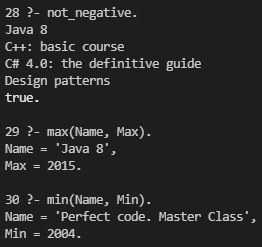 28 ?- not_negative.
Java 8
C++: basic course
C# 4.0: the definitive guide
Design patterns
true.
29 ?- max(Name, Max).
Name = 'Java 8',
Max = 2015.
30 ?- min(Name, Min).
Name = 'Perfect code. Master Class',
Min = 2004.